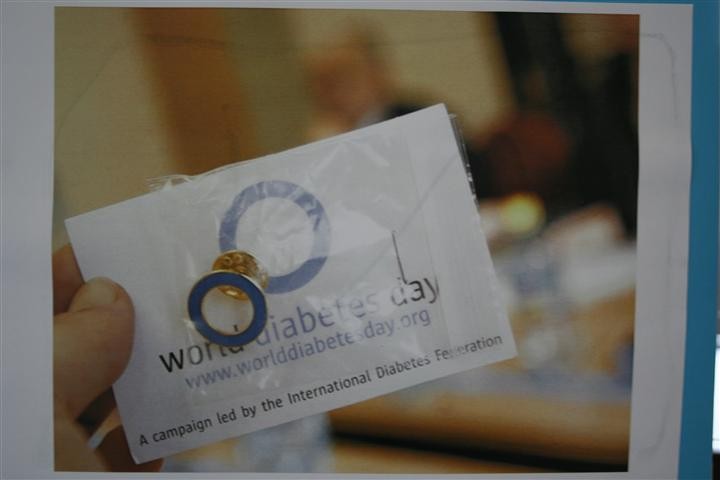 world diabetes day
www.worlddiabetesday.org
A campaign led by the International Diabetes Federation